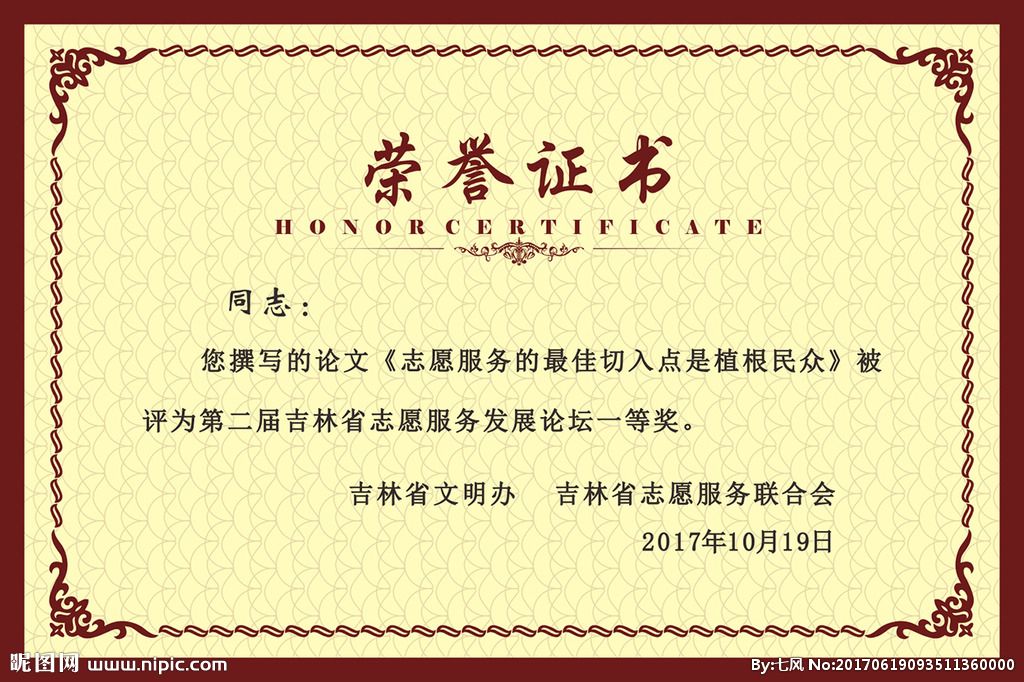 荣誉证书
HONOR CERTIFICATE
同志：
您撰写的论文《志愿服务的最佳切入点是植根民众》被
评为第二届吉林省志愿服务发展论坛一等奖。
吉林省文明办 吉林省志愿服务联合会
2017年10月19日
昵图网 www.nipic.com
By:七风 No:20170619093511360000